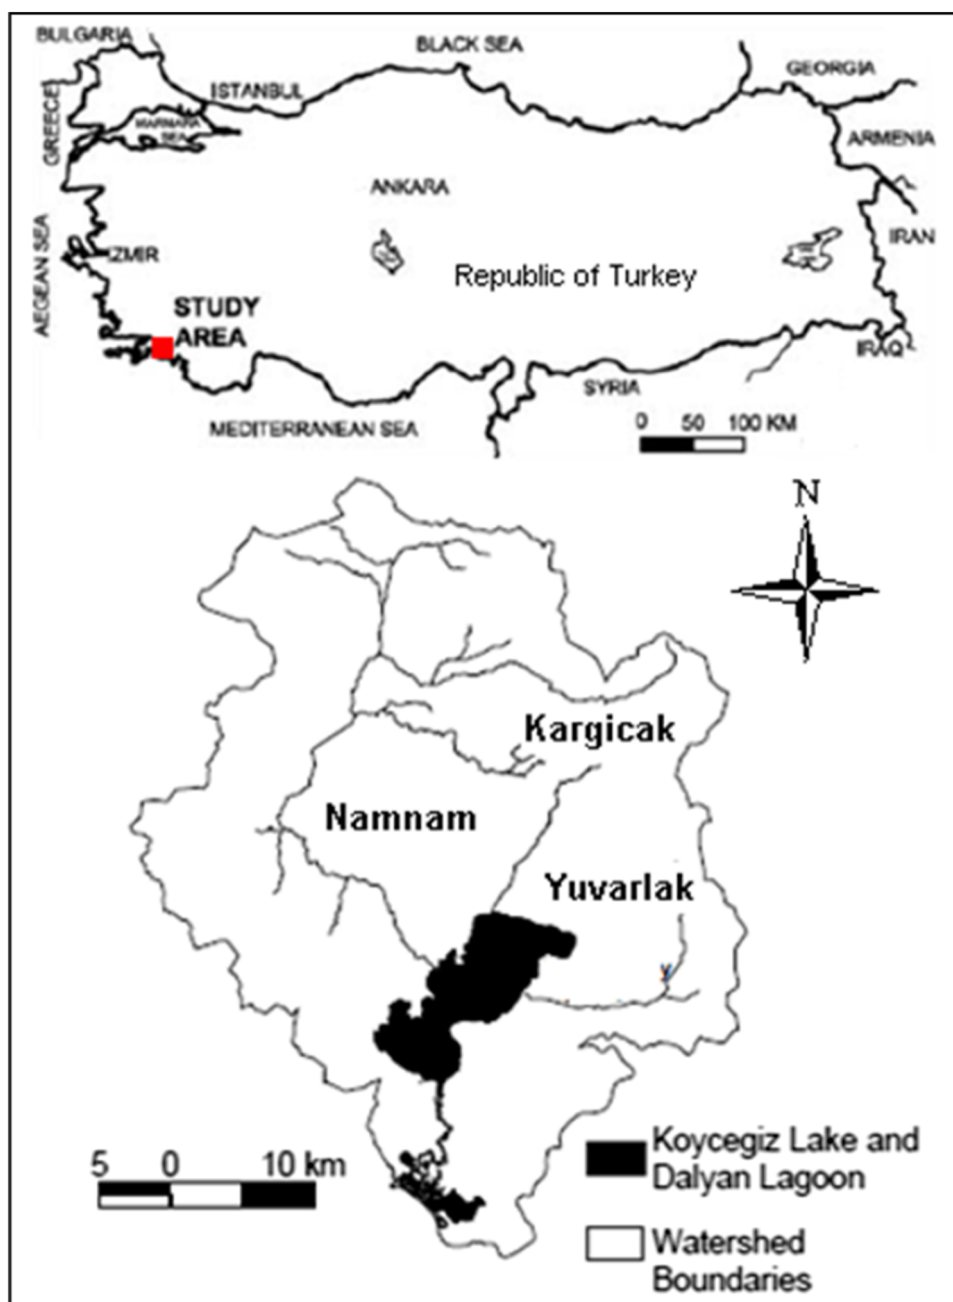 BULGARIA
BLACK SEA
GEORGIA
ISTANBUL
GREECE
MARMARA
SEA
ARMENIA
ANKARA
AEGEAN SEA
IZMIR
IRAN
Republic of Turkey
STUDY
AREA
IRAQ
SYRIA
MEDITERRANEAN SEA
0 50 100 KM
N
Kargicak
Namnam
Yuvarlak
5 0 10 km
Koycegiz Lake and
Dalyan Lagoon
Watershed
Boundaries